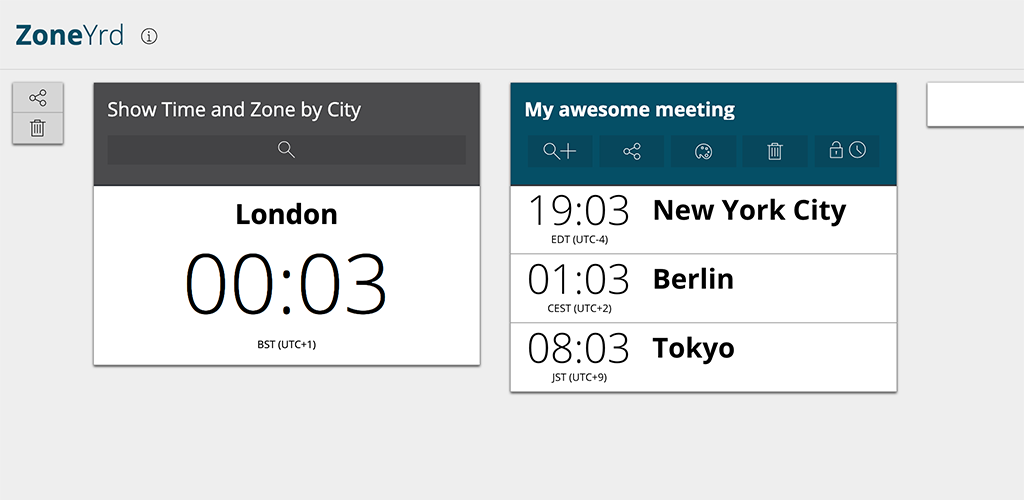 ZoneYrd
Show Time and Zone by City
London
00:03
BST (UTC+1)
My awesome meeting
19:03 New York City
EDT (UTC-4)
01:03 Berlin
CEST (UTC+2)
08:03 Tokyo
JST (UTC+9)